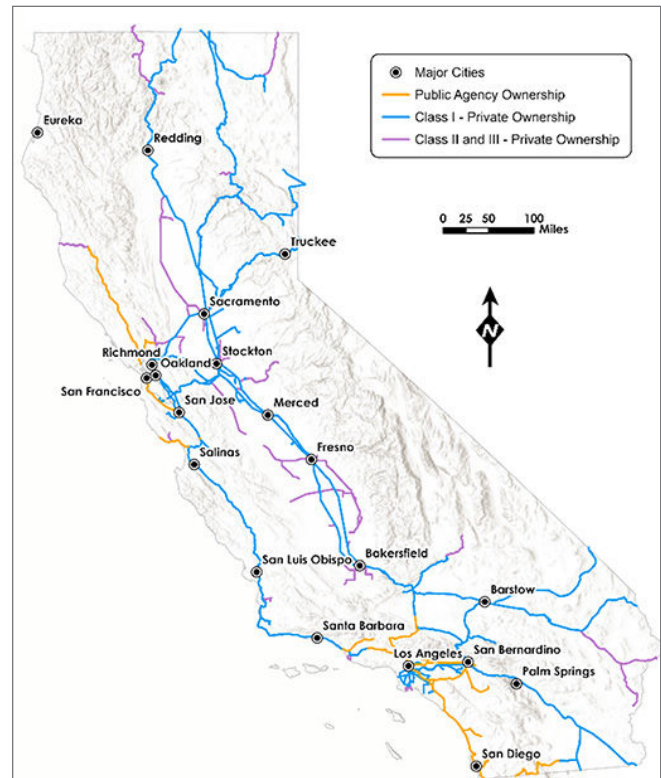 Major Cities
Public Agency Ownership
Class I - Private Ownership
Class II and III - Private Ownership
Eureka
Redding
0 25 50 100
Miles
Truckee
Sacramento
N
Richmond
Oakland
Stockton
San Francisco
San Jose
Merced
Salinas
Fresno
San Luis Obispo
Bakersfield
Barstow
Santa Barbara
Los Angeles
San Bernardino
Palm Springs
San Diego